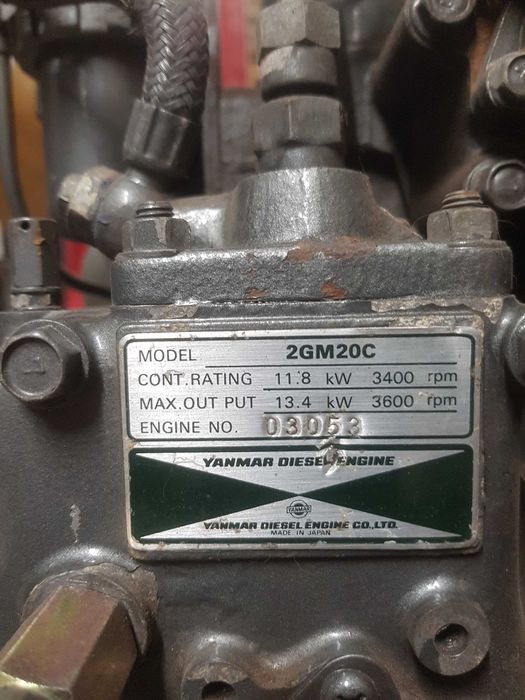 MODEL 2GM20C
CONT.RATING 11.8 kW 3400 rpm
MAX.OUT PUT 13.4 kW 3600 rpm
ENGINE NO. 03053
YANMAR DIESEL ENGINE
YANMAR
YANMAR DIESEL ENGINE CO.,LTD.
MADE IN JAPAN